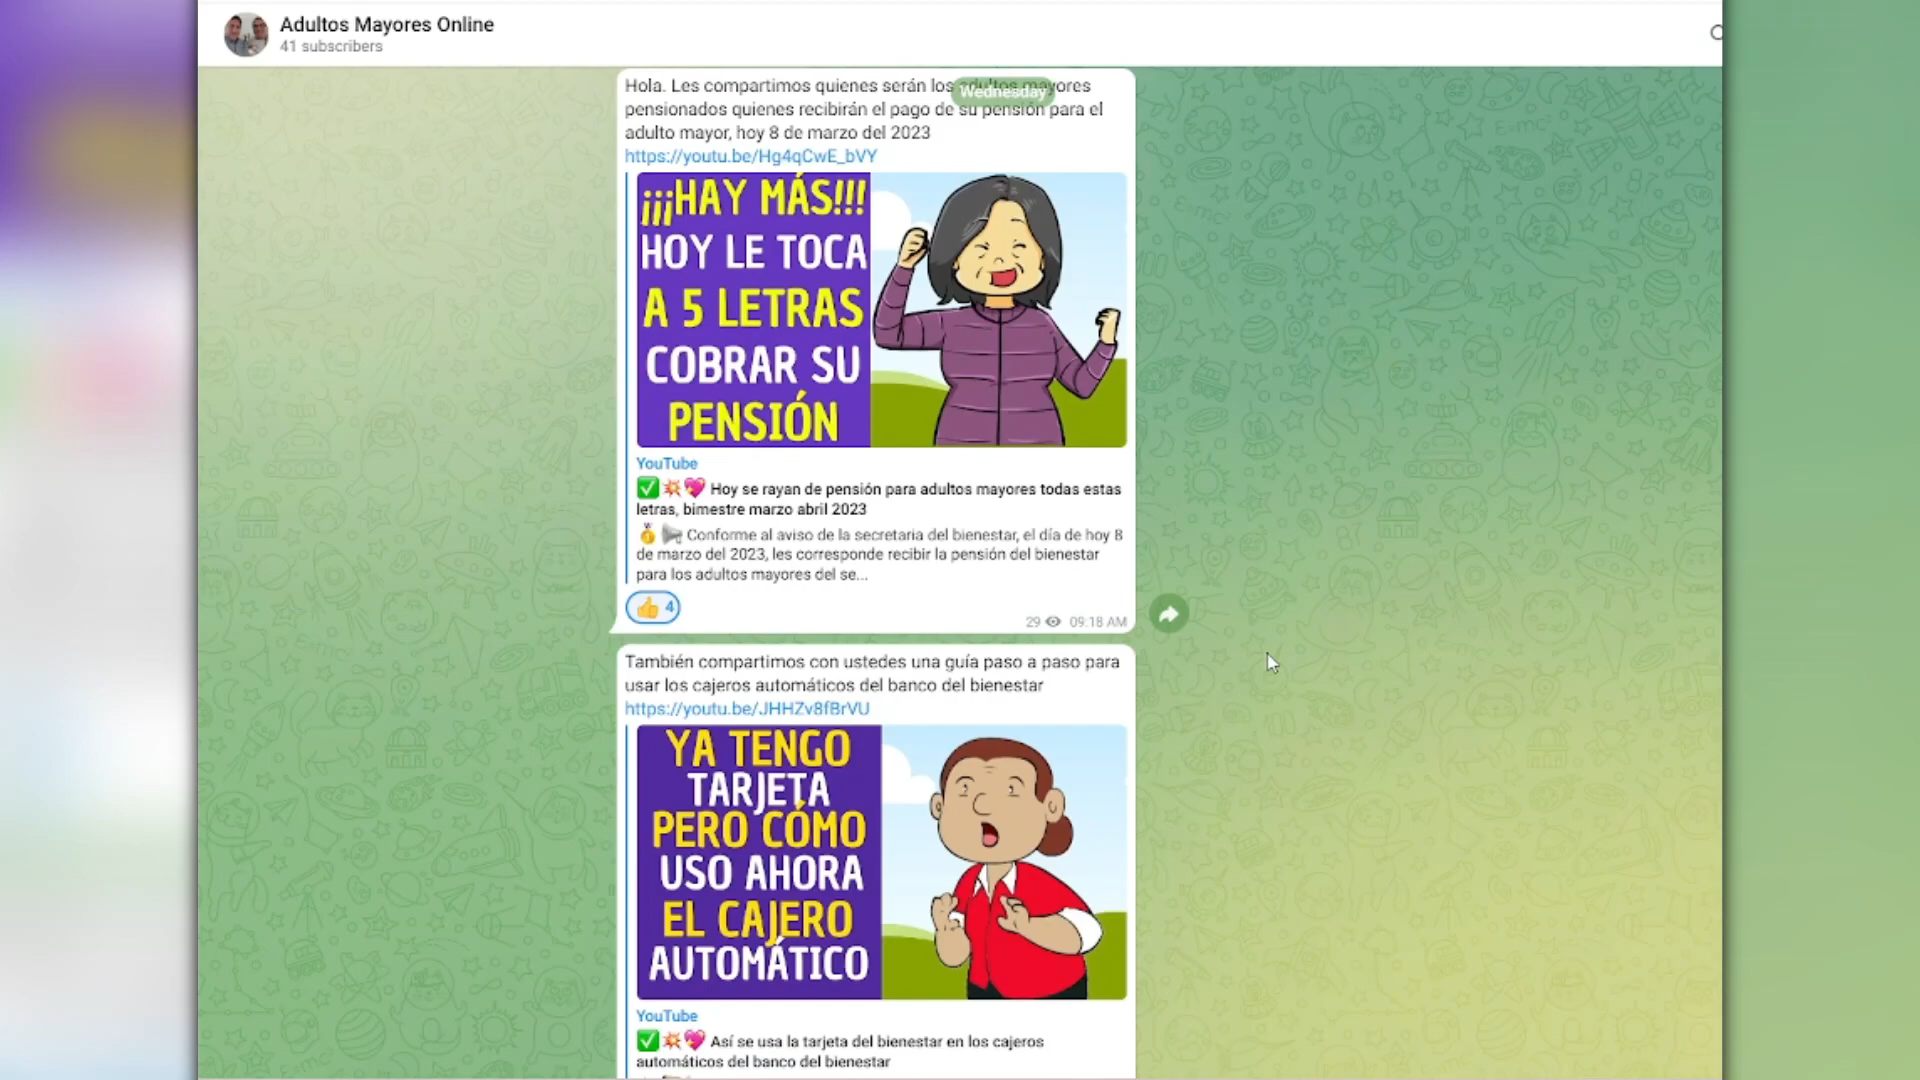 Adultos Mayores Online
41 subscribers
Hola. Les compartimos quienes serán los adultos mayores
Wednesday
pensionados quienes recibirán el pago de su pensión para el
adulto mayor, hoy 8 de marzo del 2023
https://youtu.be/Hg4qCwE_bVY
¡¡¡HAY MÁS!!!
HOY LE TOCA
A 5 LETRAS
COBRAR SU
PENSIÓN
YouTube
✅💥💖 Hoy se rayan de pensión para adultos mayores todas estas
letras, bimestre marzo abril 2023
🥇📢 Conforme al aviso de la secretaria del bienestar, el día de hoy 8
de marzo del 2023, les corresponde recibir la pensión del bienestar
para los adultos mayores del se...
👍 4
29 09:18 AM
También compartimos con ustedes una guía paso a paso para
usar los cajeros automáticos del banco del bienestar
https://youtu.be/JHHZv8fBrVU
YA TENGO
TARJETA
PERO CÓMO
USO AHORA
EL CAJERO
AUTOMÁTICO
YouTube
✅💥💖 Así se usa la tarjeta del bienestar en los cajeros
automáticos del banco del bienestar